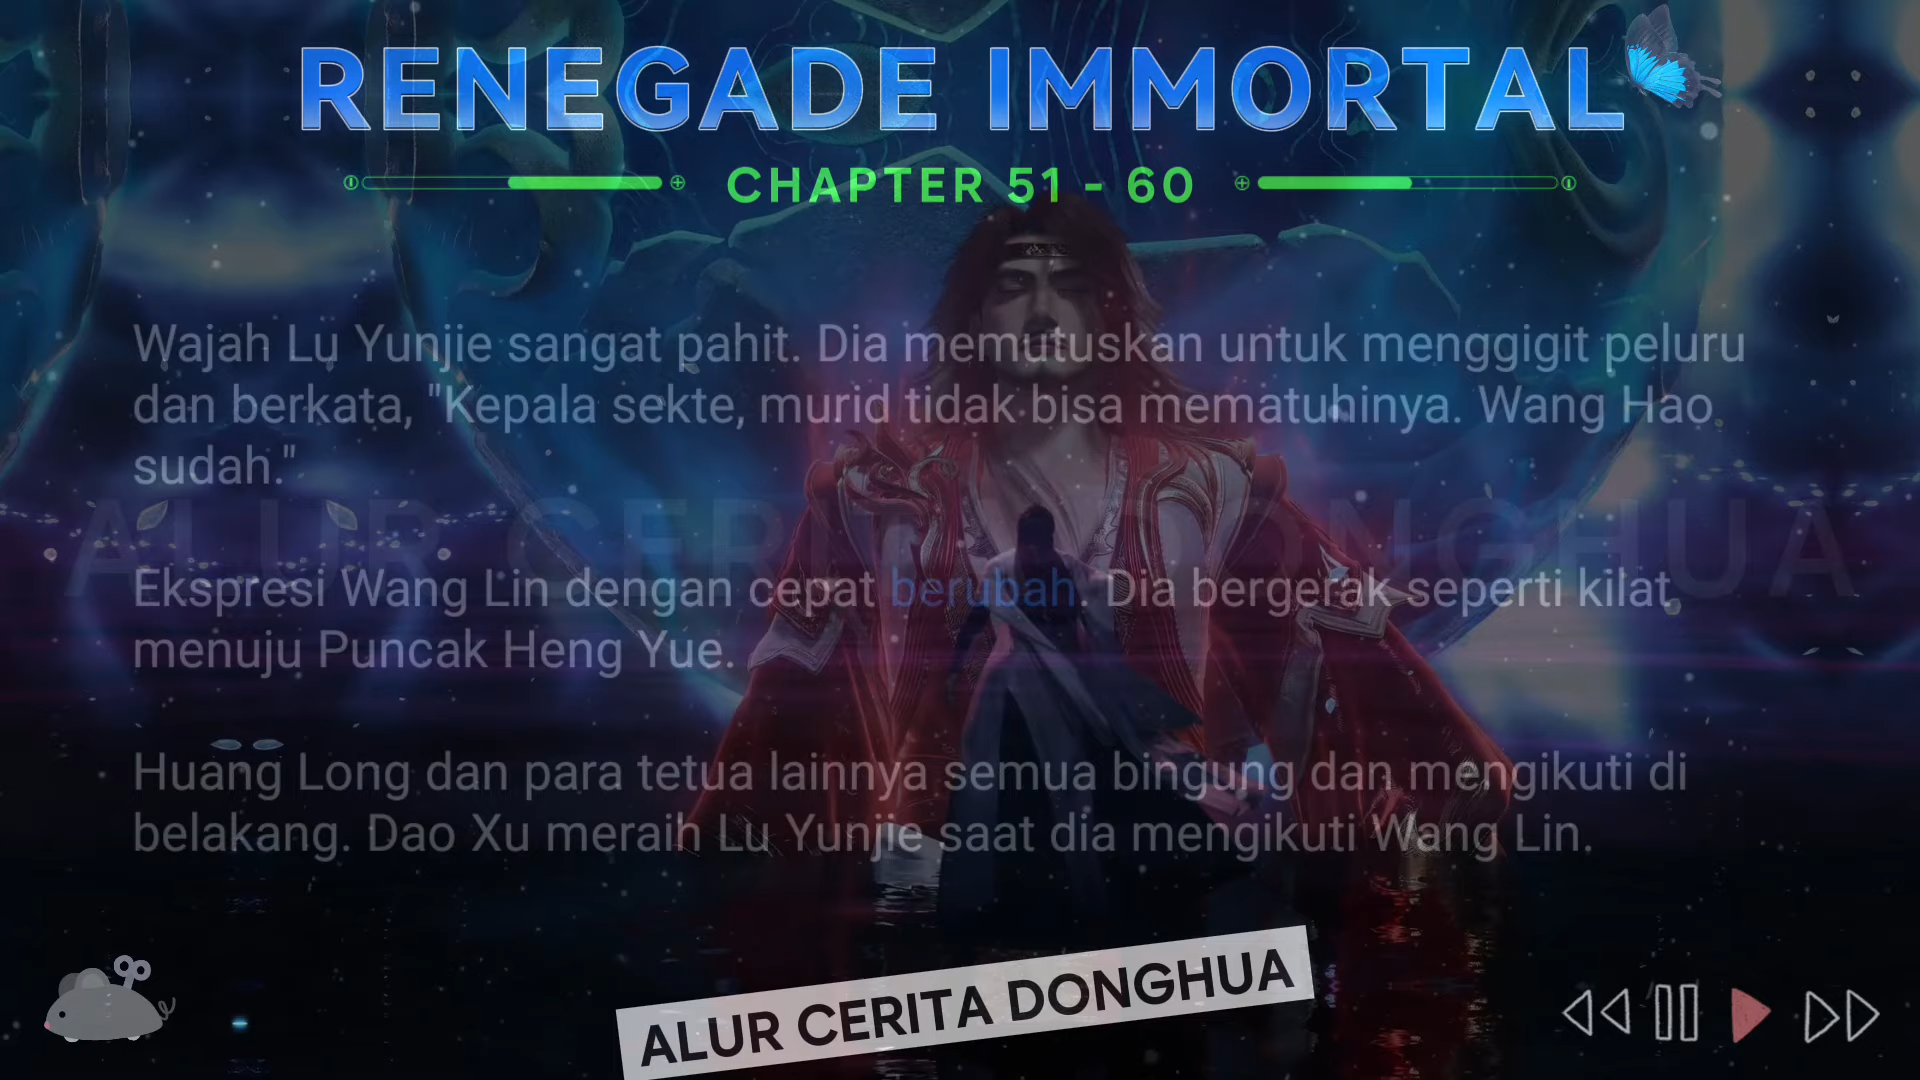 RENEGADE IMMORTAL
CHAPTER 51 - 60
Wajah Lu Yunjie sangat pahit. Dia memutuskan untuk menggigit peluru
dan berkata, "Kepala sekte, murid tidak bisa mematuhinya. Wang Hao
sudah."
ALUR CERITA DONGHUA
Ekspresi Wang Lin dengan cepat berubah. Dia bergerak seperti kilat
menuju Puncak Heng Yue.
Huang Long dan para tetua lainnya semua bingung dan mengikuti di
belakang. Dao Xu meraih Lu Yunjie saat dia mengikuti Wang Lin.
ALUR CERITA DONGHUA